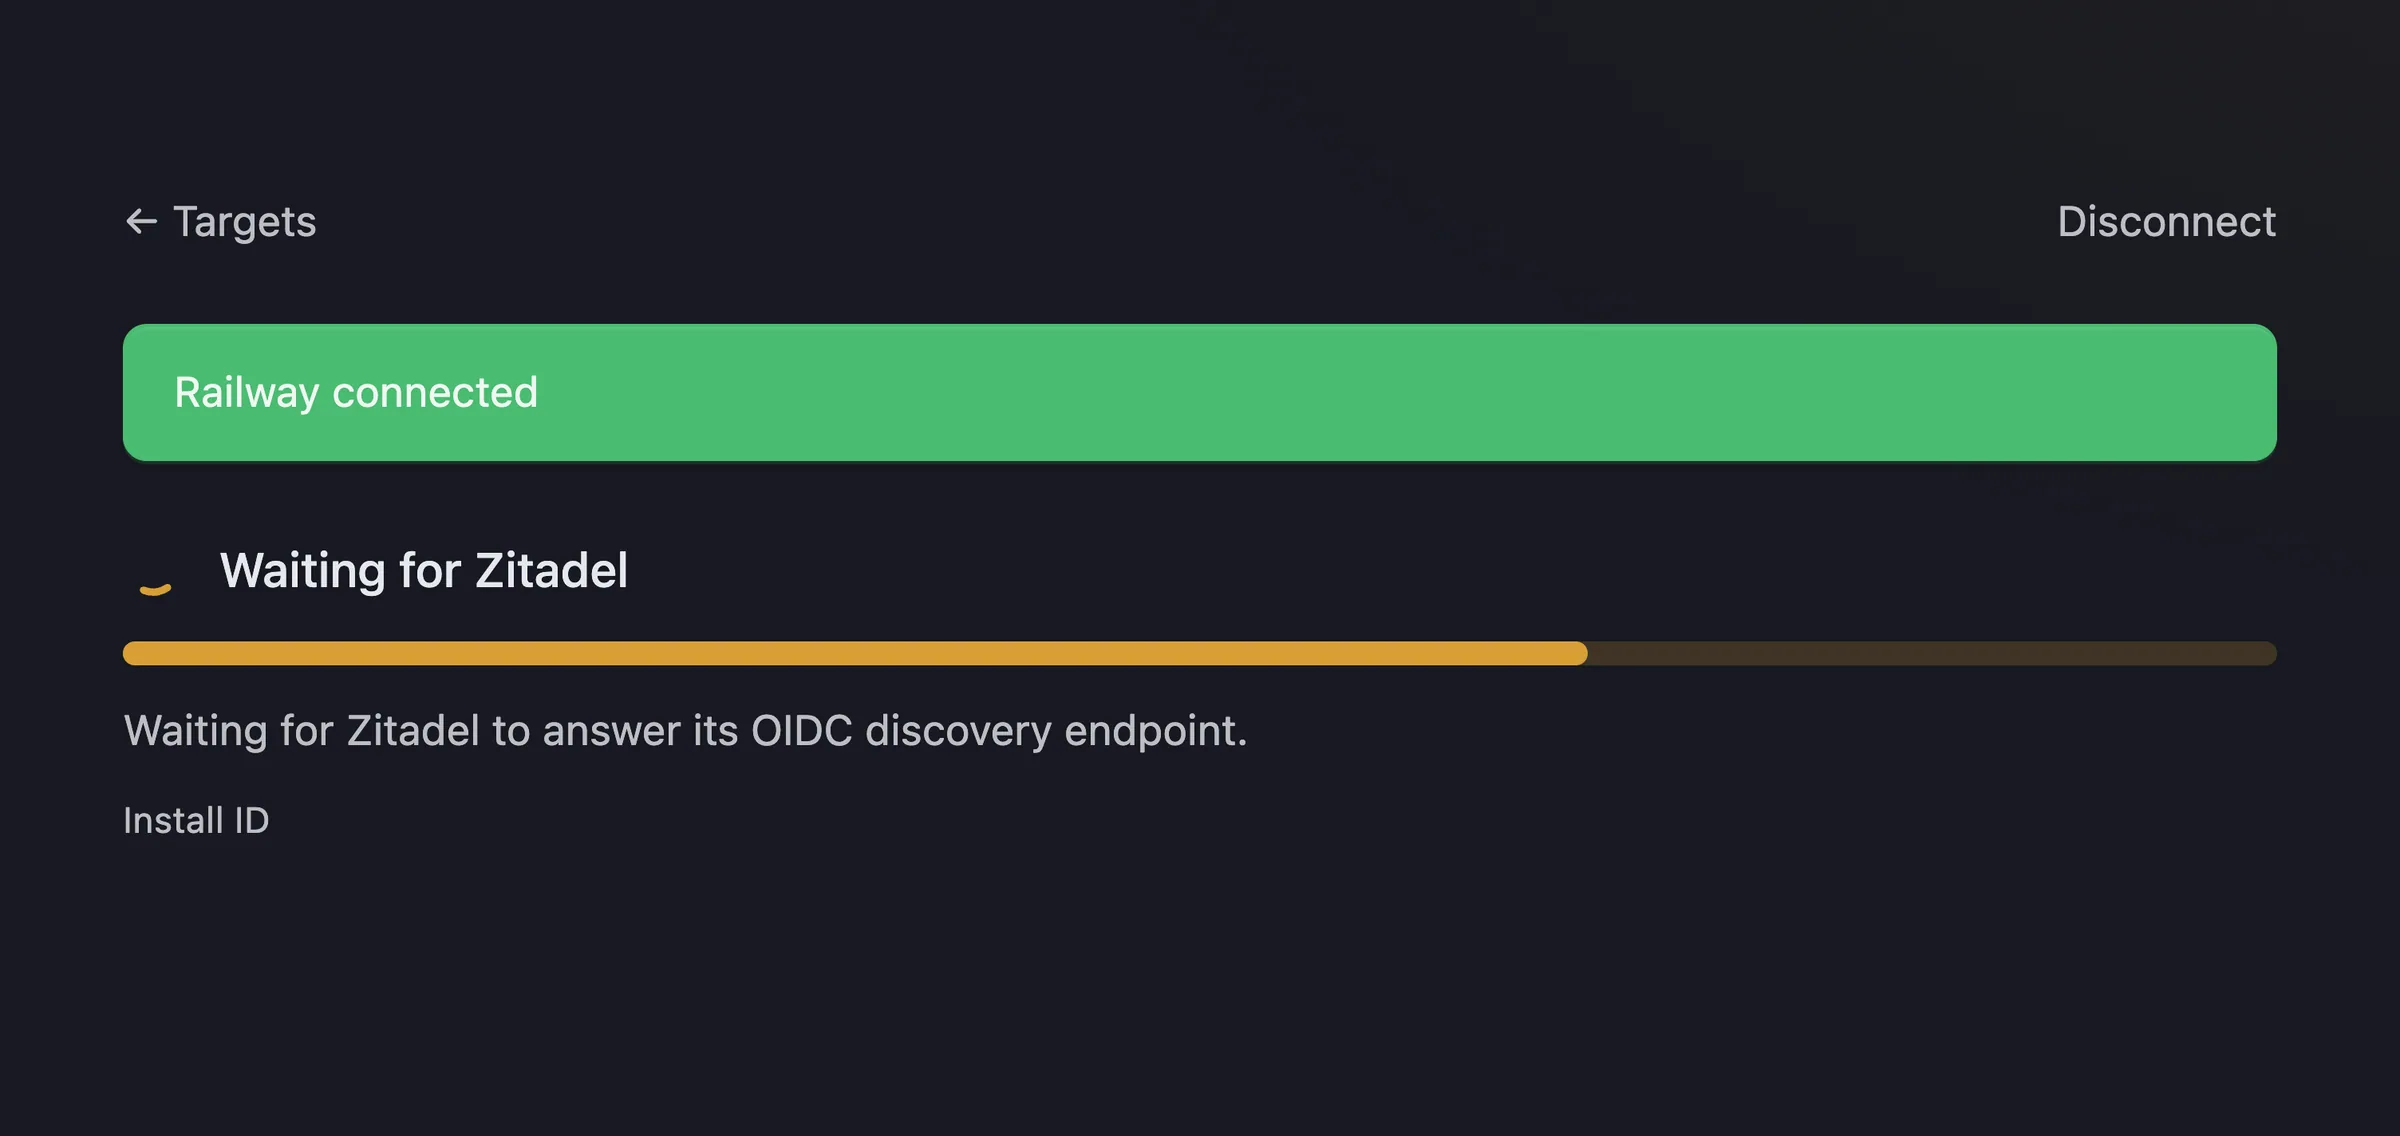 ← Targets
Disconnect
Railway connected
Waiting for Zitadel
Waiting for Zitadel to answer its OIDC discovery endpoint.
Install ID